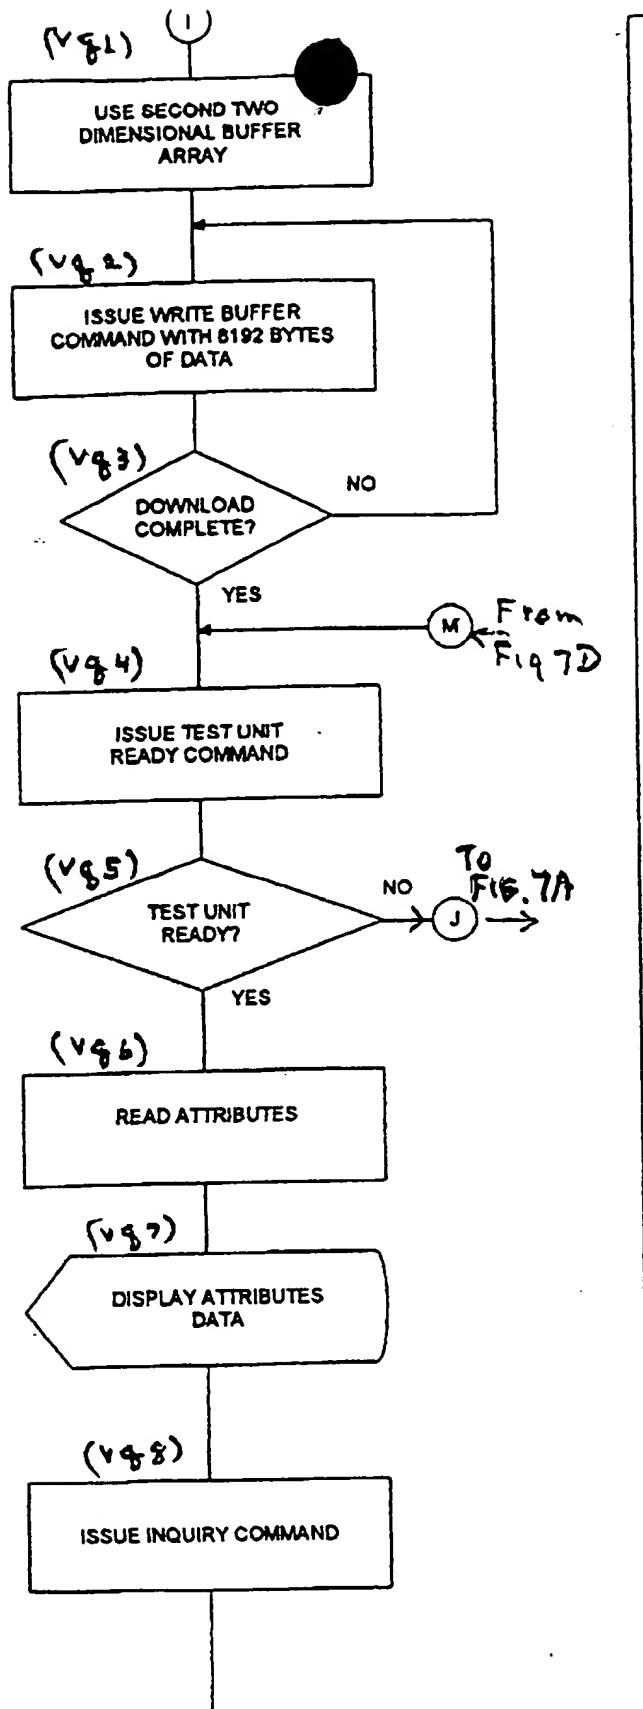 I
(vg1)
USE SECOND TWO
DIMENSIONAL BUFFER
ARRAY
(vg2)
ISSUE WRITE BUFFER
COMMAND WITH 8192 BYTES
OF DATA
(vg3)
DOWNLOAD
COMPLETE?
NO
YES
M
From
Fig 7D
(vg4)
ISSUE TEST UNIT
READY COMMAND
(vg5)
TEST UNIT
READY?
NO
J
TO
FIG. 7A
YES
(vg6)
READ ATTRIBUTES
(vg7)
DISPLAY ATTRIBUTES
DATA
(vg8)
ISSUE INQUIRY COMMAND